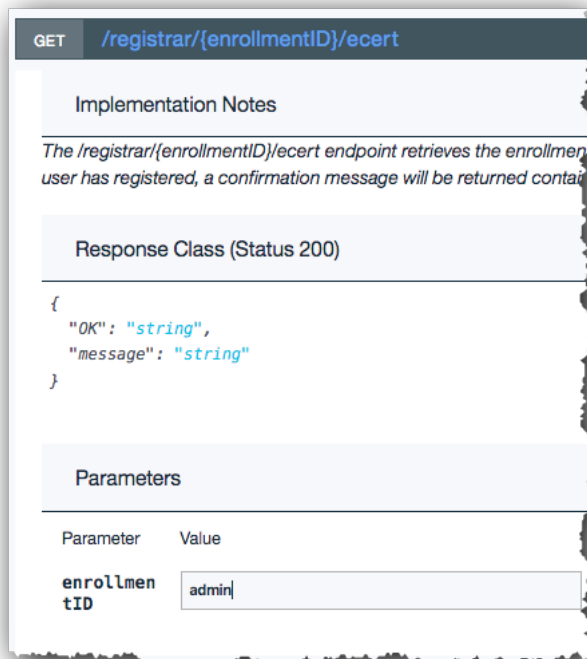 GET /registrar/{enrollmentID}/ecert
Implementation Notes
The /registrar/{enrollmentID}/ecert endpoint retrieves the enrollmen
user has registered, a confirmation message will be returned contai
Response Class (Status 200)
{
"OK": "string",
"message": "string"
}
Parameters
Parameter Value
enrollmen
tID
admin